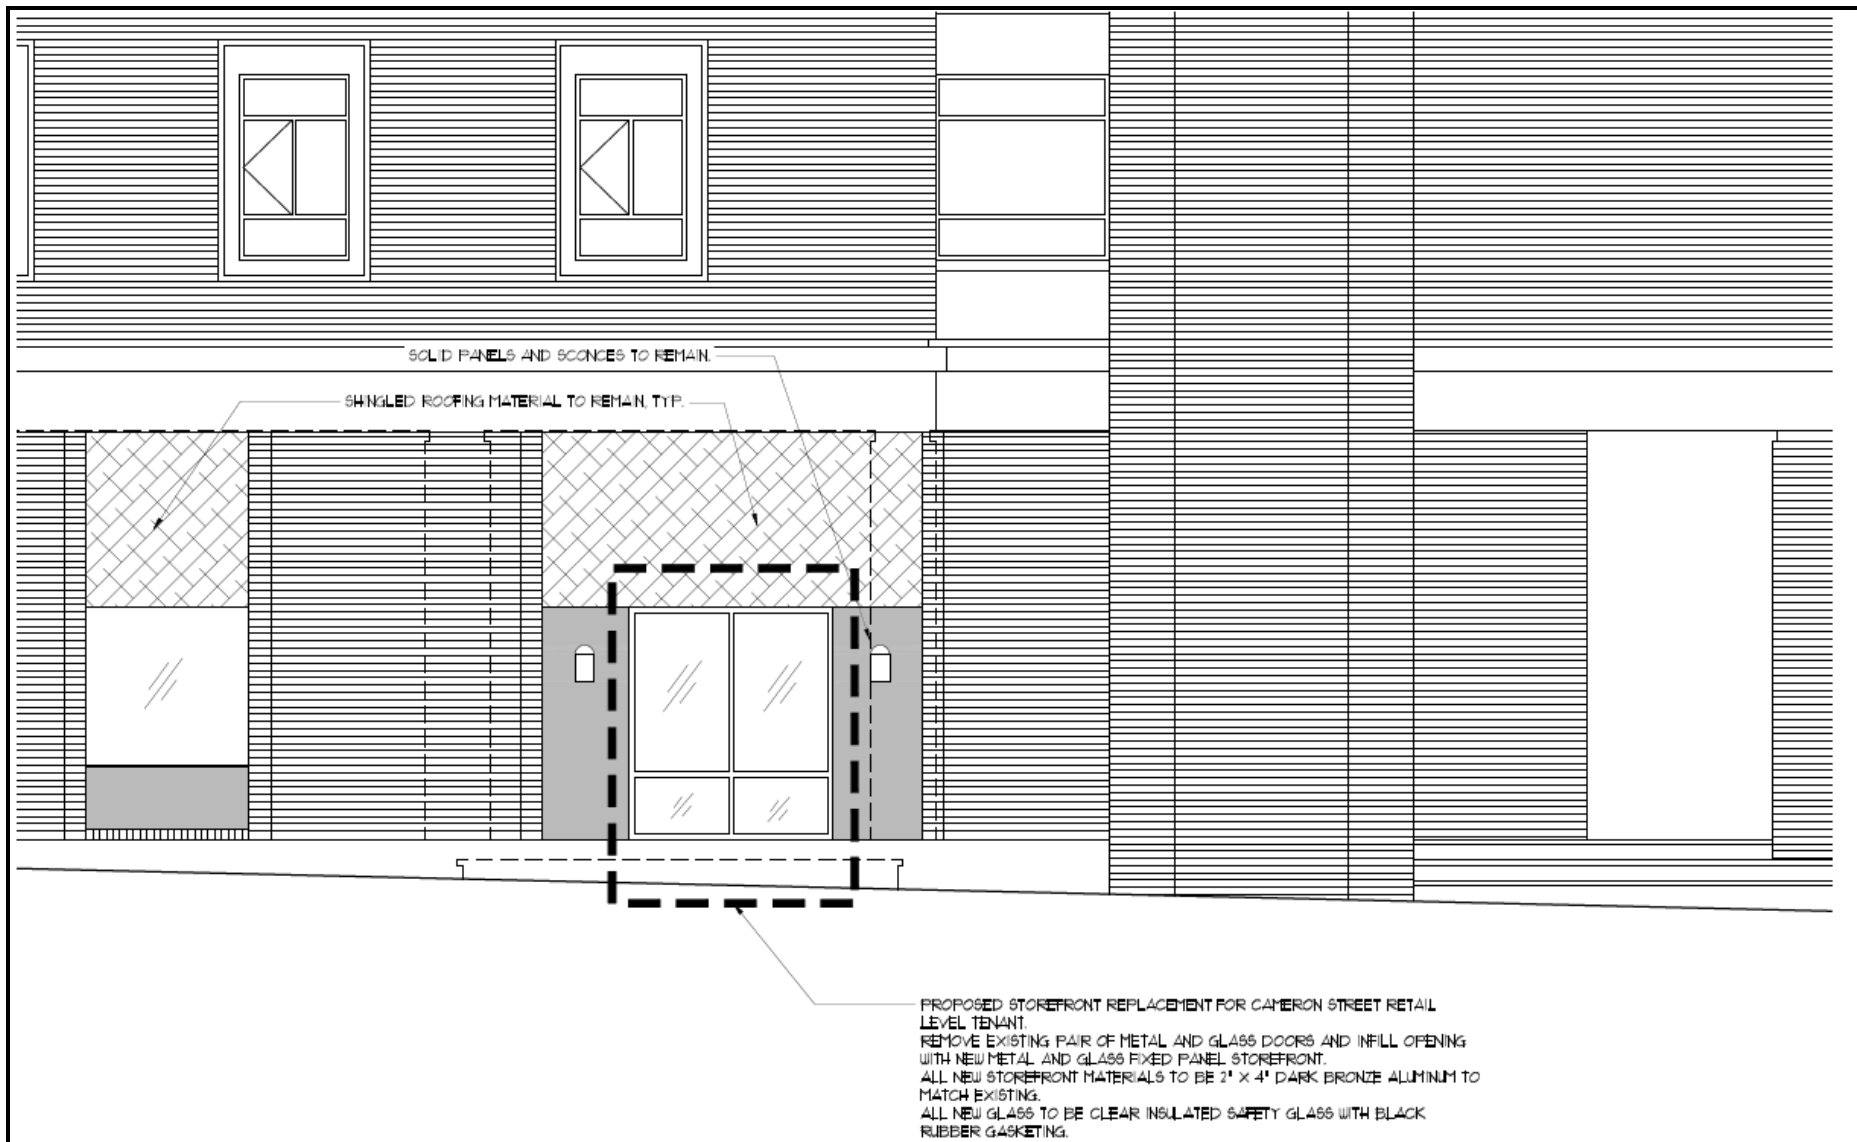 SOLID PANELS AND SCONCES TO REMAIN.
SHINGLED ROOFING MATERIAL TO REMAIN, TYP.
PROPOSED STOREFRONT REPLACEMENT FOR CAMERON STREET RETAIL
LEVEL TENANT.
REMOVE EXISTING PAIR OF METAL AND GLASS DOORS AND INFILL OPENING
WITH NEW METAL AND GLASS FIXED PANEL STOREFRONT.
ALL NEW STOREFRONT MATERIALS TO BE 2" X 4" DARK BRONZE ALUMINUM TO
MATCH EXISTING.
ALL NEW GLASS TO BE CLEAR INSULATED SAFETY GLASS WITH BLACK
RUBBER GASKETING.